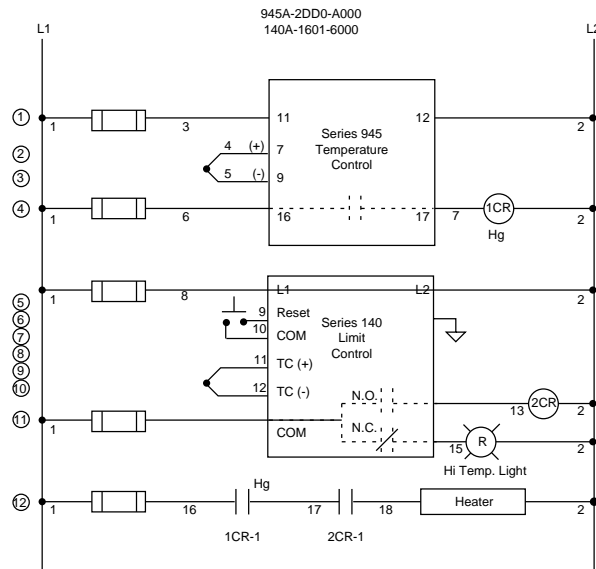 945A-2DD0-A000
140A-1601-6000
L1 L2
1 1 3 11 12 2
Series 945
Temperature
Control
2 4 (+) 7
3 5 (-) 9
4 1 6 16 17 7 1CR 2
Hg
1 8 L1 L2 2
5
6 9 Reset
7 10 COM
Series 140
Limit
Control
8
9 11 TC (+)
10 12 TC (-)
N.O. 13 2CR 2
11 1 COM N.C. 15 R 2
Hi Temp. Light
12 1 16 Hg 17 18 Heater 2
1CR-1 2CR-1